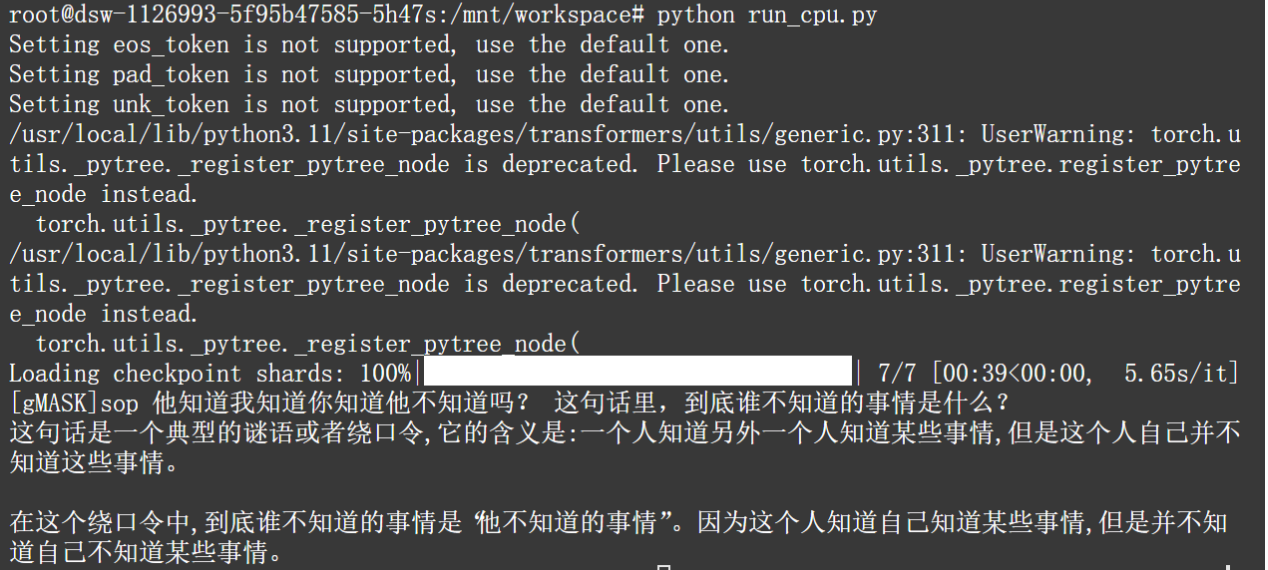 root@dsw-1126993-5f95b47585-5h47s:/mnt/workspace# python run_cpu.py
Setting eos_token is not supported, use the default one.
Setting pad_token is not supported, use the default one.
Setting unk_token is not supported, use the default one.
/usr/local/lib/python3.11/site-packages/transformers/utils/generic.py:311: UserWarning: torch.u
tils._pytree._register_pytree_node is deprecated. Please use torch.utils._pytree.register_pytre
e_node instead.
  torch.utils._pytree._register_pytree_node(
/usr/local/lib/python3.11/site-packages/transformers/utils/generic.py:311: UserWarning: torch.u
tils._pytree._register_pytree_node is deprecated. Please use torch.utils._pytree.register_pytre
e_node instead.
  torch.utils._pytree._register_pytree_node(
Loading checkpoint shards: 100%| | 7/7 [00:39<00:00, 5.65s/it]
[gMASK]sop 他知道我知道你知道他不知道吗？ 这句话里，到底谁不知道的事情是什么？
这句话是一个典型的谜语或者绕口令,它的含义是:一个人知道另外一个人知道某些事情,但是这个人自己并不
知道这些事情。
在这个绕口令中,到底谁不知道的事情是“他不知道的事情”。因为这个人知道自己知道某些事情,但是并不知
道自己不知道某些事情。